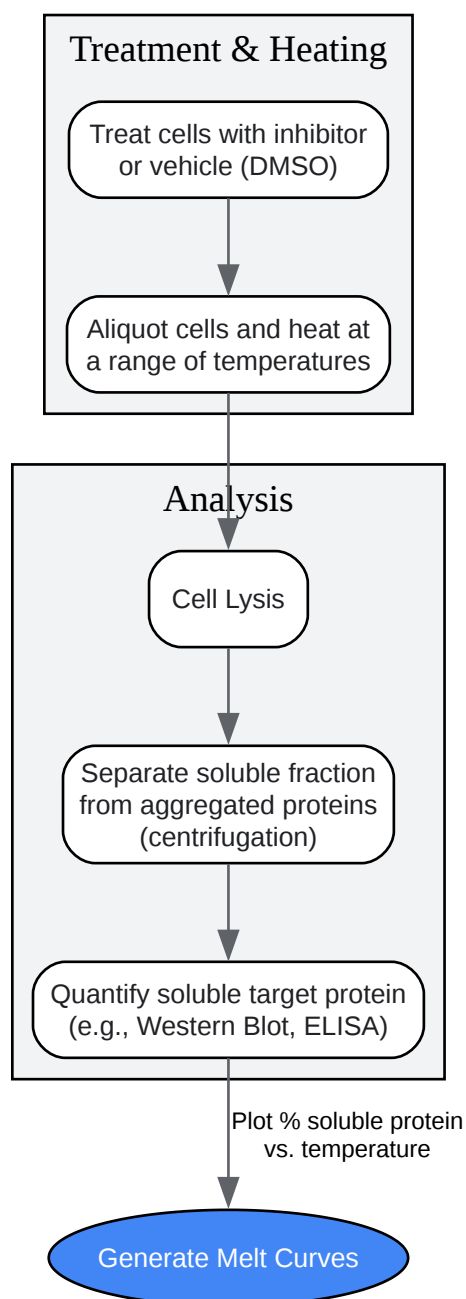 Treatment & Heating
Treat cells with inhibitor
or vehicle (DMSO)
Aliquot cells and heat at
a range of temperatures
Analysis
Cell Lysis
Separate soluble fraction
from aggregated proteins
(centrifugation)
Quantify soluble target protein
(e.g., Western Blot, ELISA)
Plot % soluble protein
vs. temperature
Generate Melt Curves